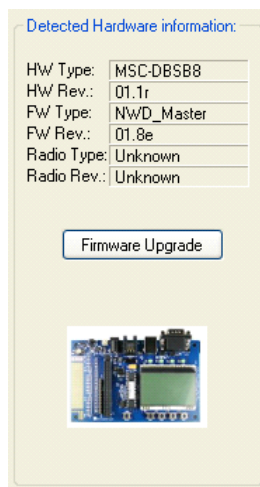 Detected Hardware information:
HW Type: MSC-DBSB8
HW Rev.: 01.1r
FW Type: NWD_Master
FW Rev.: 01.8e
Radio Type: Unknown
Radio Rev.: Unknown
Firmware Upgrade